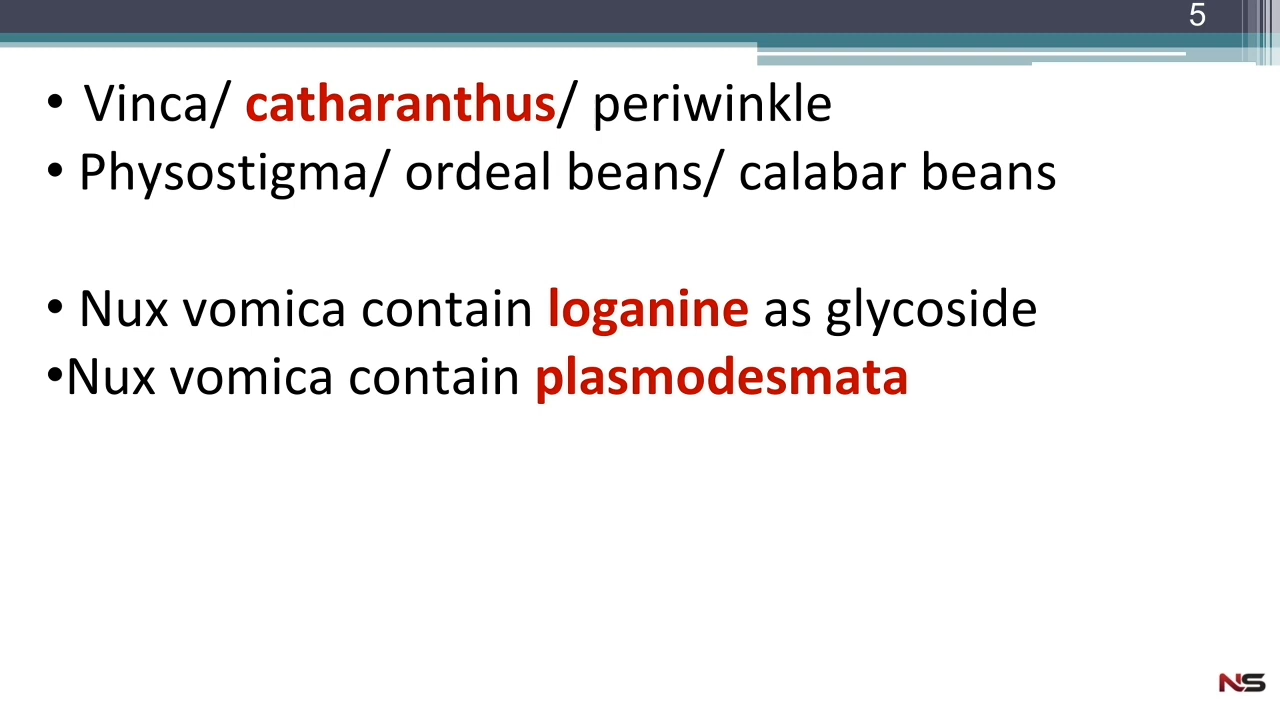 5
• Vinca/ catharanthus/ periwinkle
• Physostigma/ ordeal beans/ calabar beans
• Nux vomica contain loganine as glycoside
•Nux vomica contain plasmodesmata
NS